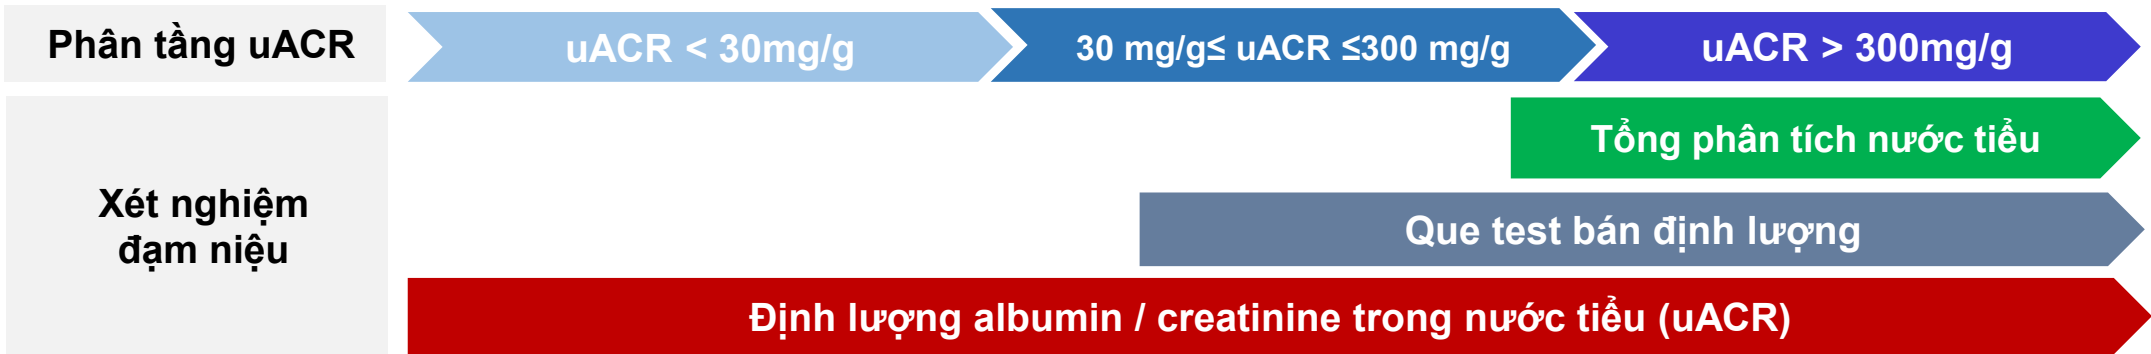 Phân tầng uACR
uACR < 30mg/g
30 mg/g≤ uACR ≤300 mg/g
uACR > 300mg/g
Xét nghiệm
đạm niệu
Tổng phân tích nước tiểu
Que test bán định lượng
Định lượng albumin / creatinine trong nước tiểu (uACR)